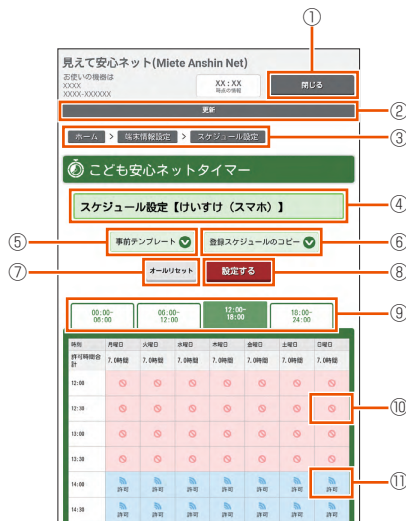 ①
見えて安心ネット(Miete Anshin Net)
お使いの機器は
XXXX
XXXX-XXXXXX
XX:XX
時点の情報
閉じる
更新
②
ホーム > 端末情報設定 > スケジュール設定
③
こども安心ネットタイマー
スケジュール設定【けいすけ（スマホ）】
④
⑤
事前テンプレート
登録スケジュールのコピー
⑥
⑦
オールリセット
設定する
⑧
00:00-06:00
06:00-12:00
12:00-18:00
18:00-24:00
⑨
時刻 月曜日 火曜日 水曜日 木曜日 金曜日 土曜日 日曜日
許可時間合計 7.0時間 7.0時間 7.0時間 7.0時間 7.0時間 7.0時間 7.0時間
12:00
12:30
⑩
13:00
13:30
14:00 許可 許可 許可 許可 許可 許可 許可
⑪
14:30 許可 許可 許可 許可 許可 許可 許可